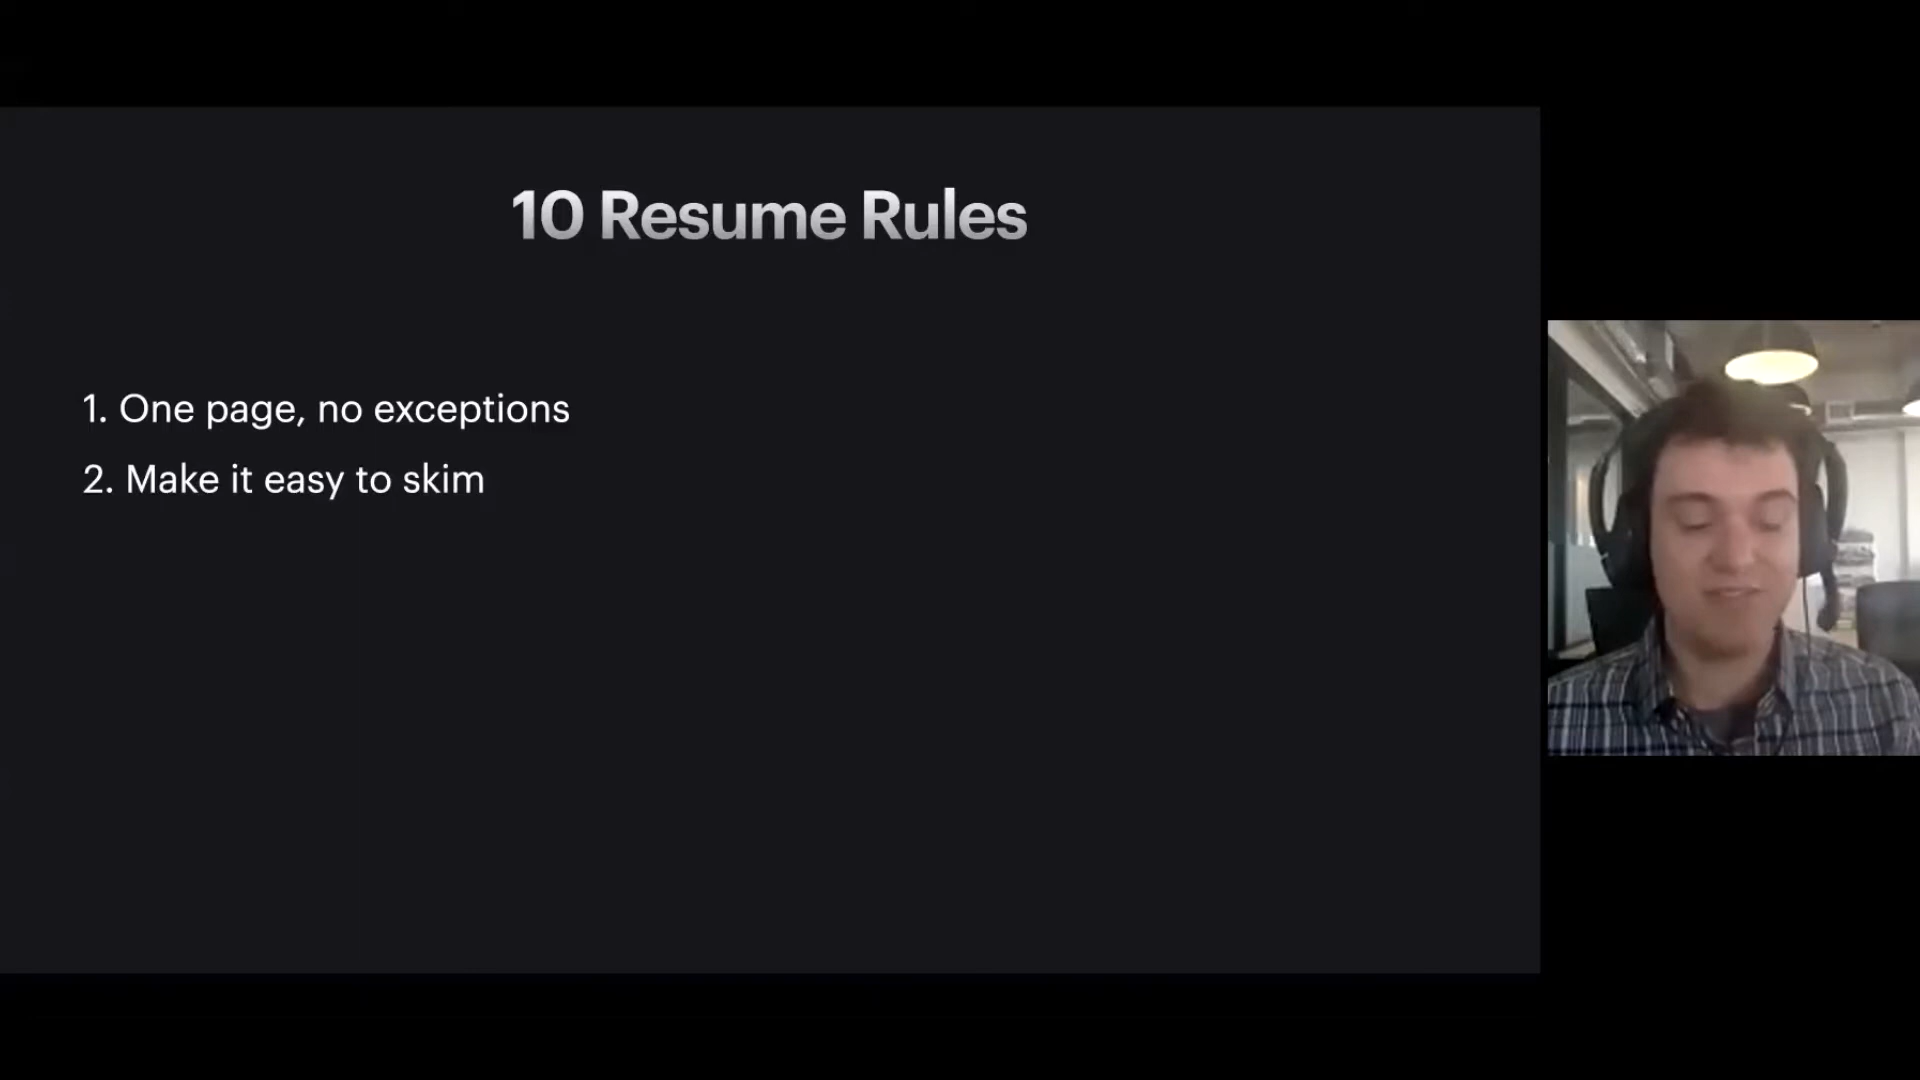 10 Resume Rules
1. One page, no exceptions
2. Make it easy to skim